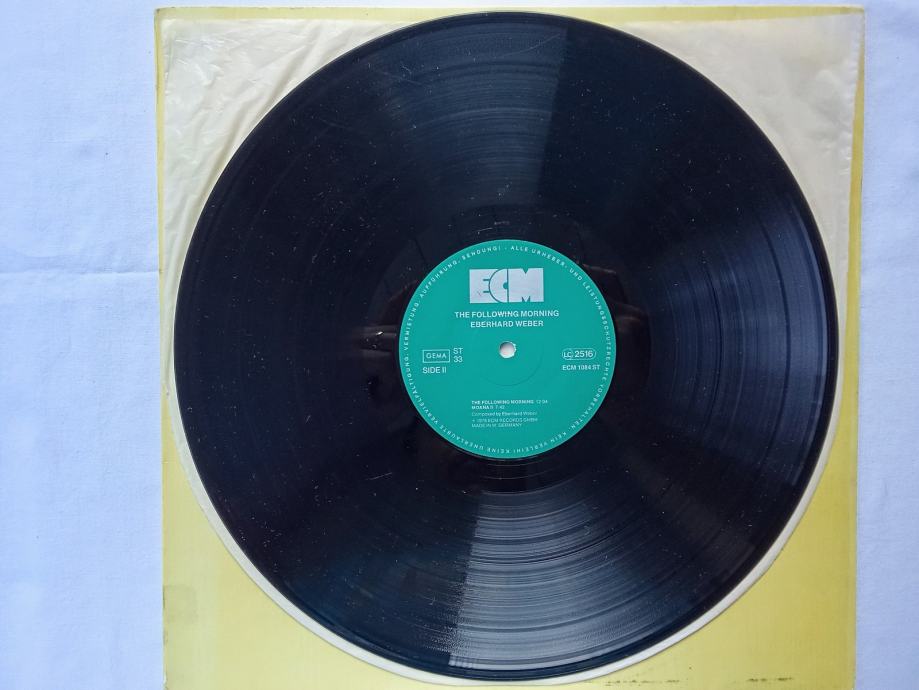 VERMIETUNG, AUFFÜHRUNG, SENDUNG! - ALLE URHEBER- UND LEISTUNGSSCHUTZRECHTE VORBEHALTEN. KEIN VERLEIH! KEINE UNERLAUBTE VERVIELFÄLTIGUNG,
ECM
THE FOLLOWING MORNING
EBERHARD WEBER
GEMA ST 33
LC 2516
SIDE II
ECM 1084 ST
THE FOLLOWING MORNING 12:04
MOANA II 7:42
Composed by Eberhard Weber
℗ 1976 ECM RECORDS GMBH
MADE IN W. GERMANY